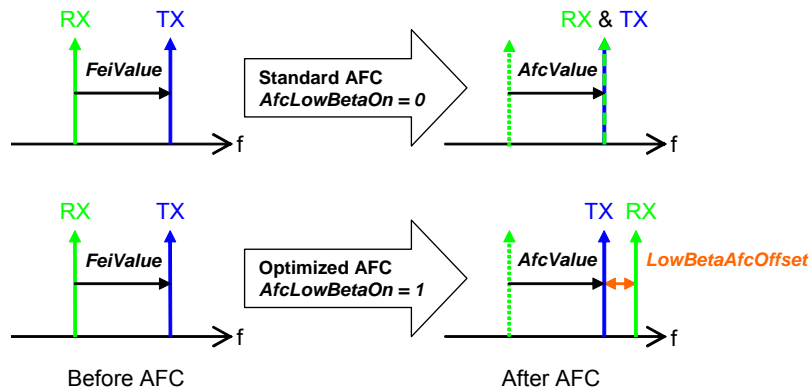 RX TX
FeiValue
f
Standard AFC
AfcLowBetaOn = 0
RX & TX
AfcValue
f
RX TX
FeiValue
f
Optimized AFC
AfcLowBetaOn = 1
TX RX
AfcValue
LowBetaAfcOffset
f
Before AFC
After AFC